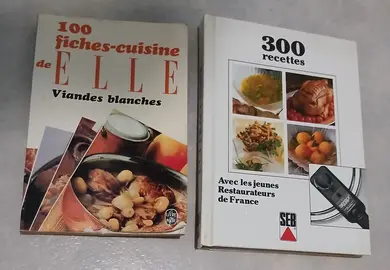 100
fiches-cuisine
de ELLE
Viandes blanches
300
recettes
Avec les jeunes
Restaurateurs
de France
SEB